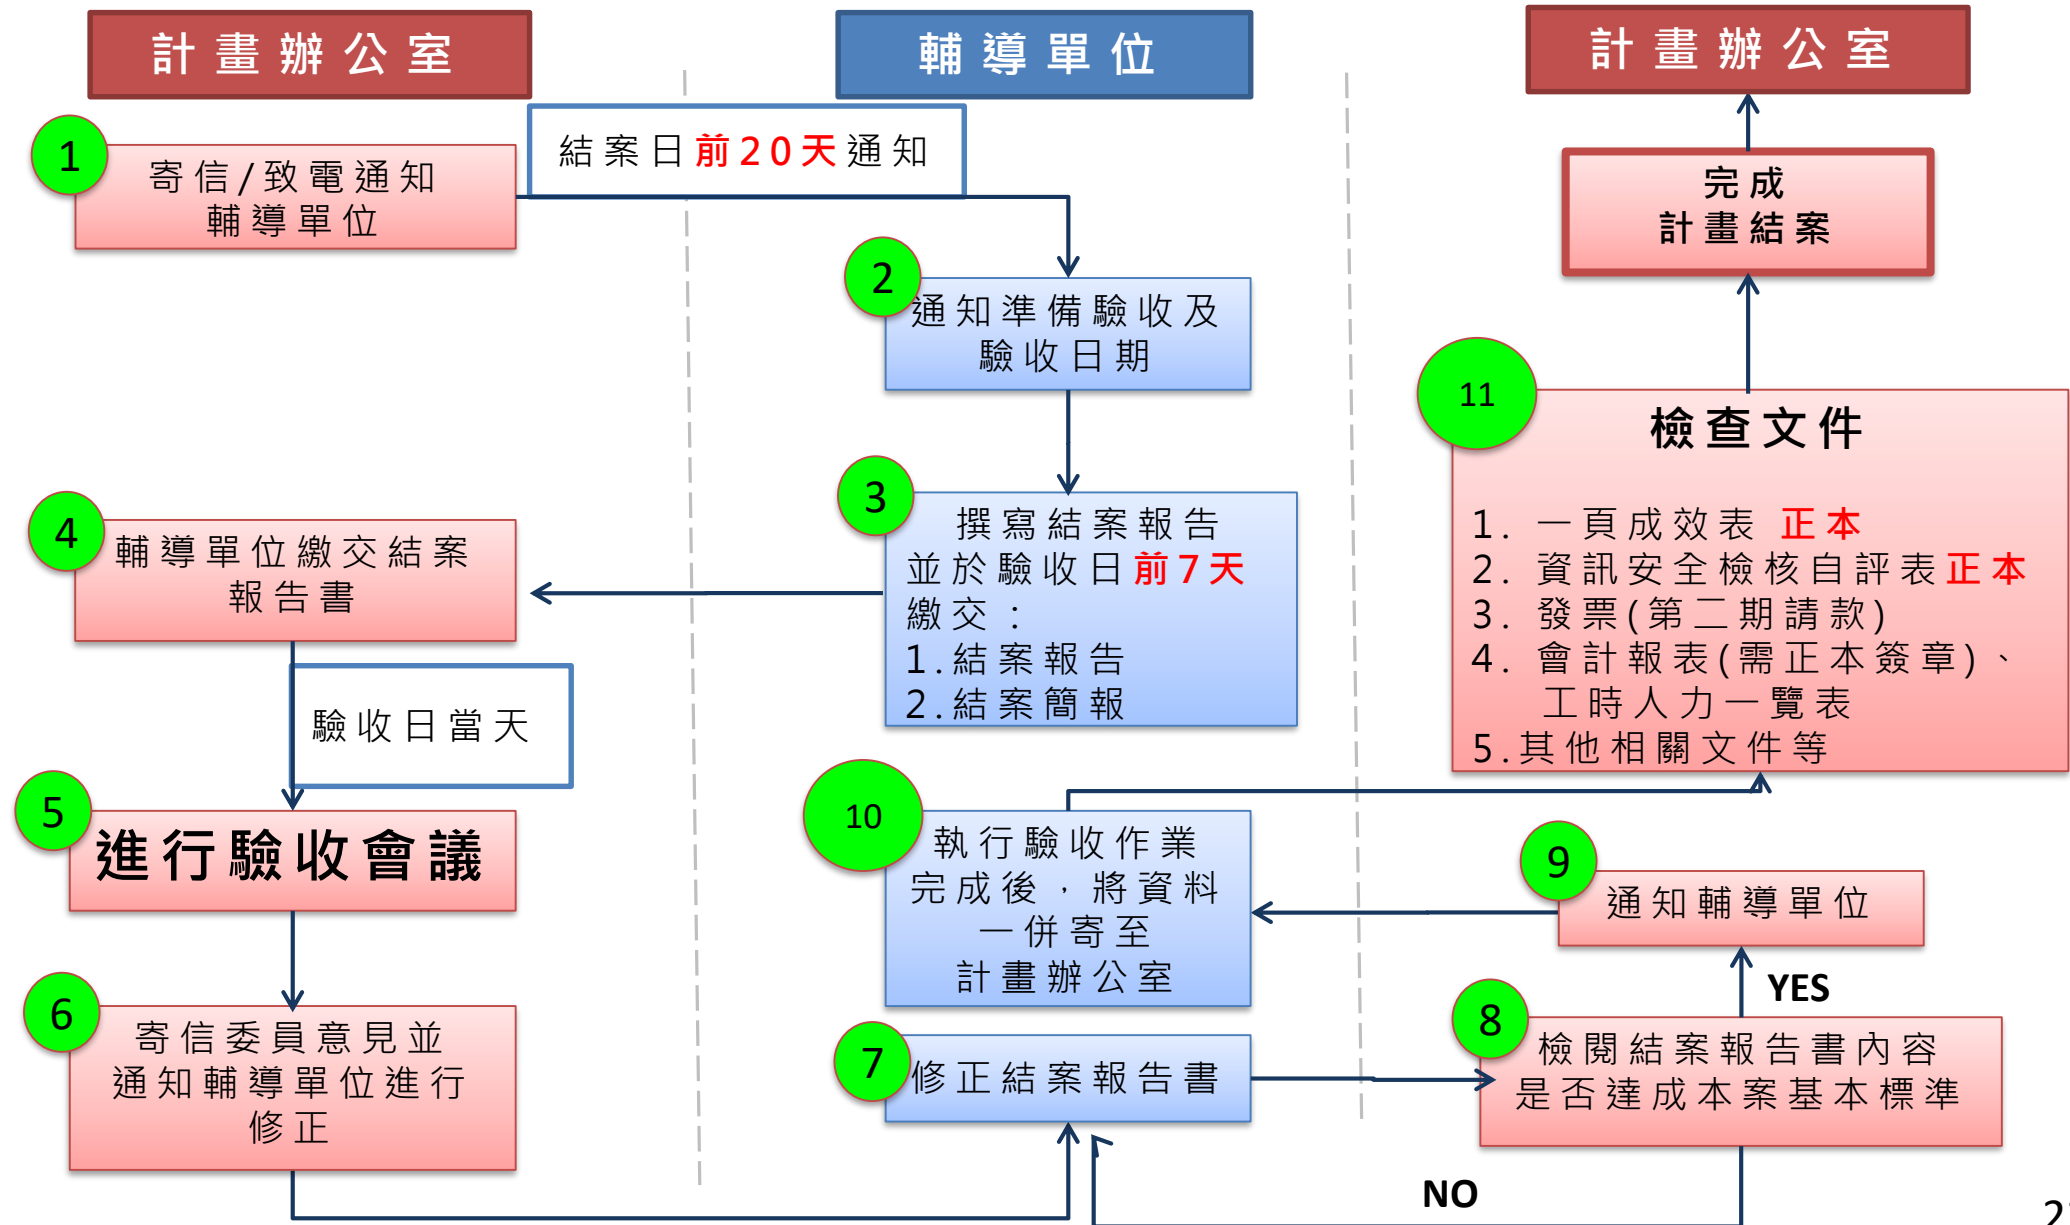 計畫辦公室
輔導單位
計畫辦公室
1
寄信/致電通知
輔導單位
結案日前20天通知
2
通知準備驗收及
驗收日期
3
撰寫結案報告
並於驗收日前7天
繳交：
1.結案報告
2.結案簡報
4
輔導單位繳交結案
報告書
驗收日當天
5
進行驗收會議
6
寄信委員意見並
通知輔導單位進行
修正
7
修正結案報告書
8
檢閱結案報告書內容
是否達成本案基本標準
YES
NO
9
通知輔導單位
10
執行驗收作業
完成後，將資料
一併寄至
計畫辦公室
11
檢查文件
1. 一頁成效表 正本
2. 資訊安全檢核自評表正本
3. 發票(第二期請款)
4. 會計報表(需正本簽章)、
工時人力一覽表
5.其他相關文件等
完成
計畫結案